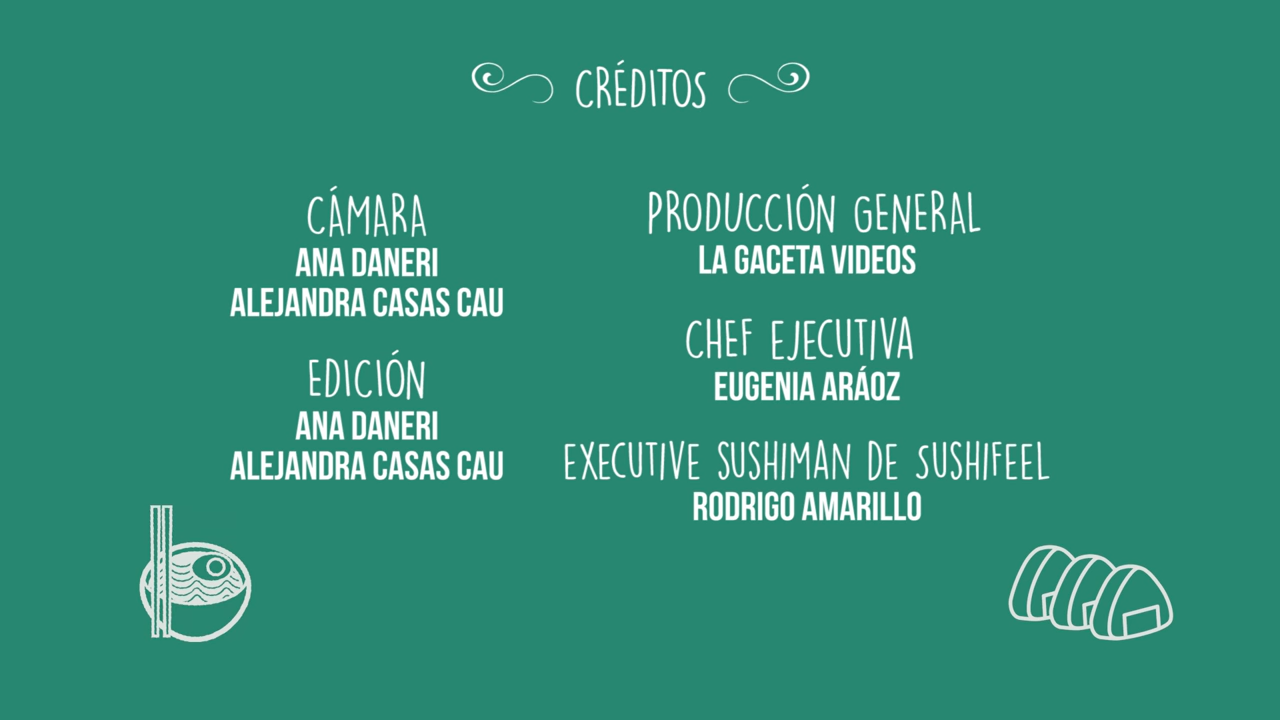 CRÉDITOS
CÁMARA
ANA DANERI
ALEJANDRA CASAS CAU
EDICIÓN
ANA DANERI
ALEJANDRA CASAS CAU
PRODUCCIÓN GENERAL
LA GACETA VIDEOS
CHEF EJECUTIVA
EUGENIA ARÁOZ
EXECUTIVE SUSHIMAN DE SUSHIFEEL
RODRIGO AMARILLO